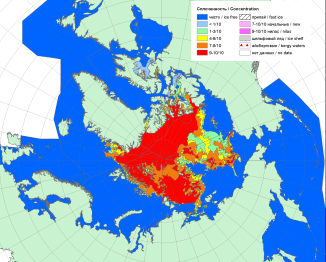 Сплоченность / Concentration
чисто / ice free
< 1/10
1-3/10
4-6/10
7-8/10
9-10/10
припай / fast ice
7-10/10 начальные / new
9-10/10 нилас / nilas
шельфовый лед / ice shelf
айсберговые / bergy waters
нет данных / no data